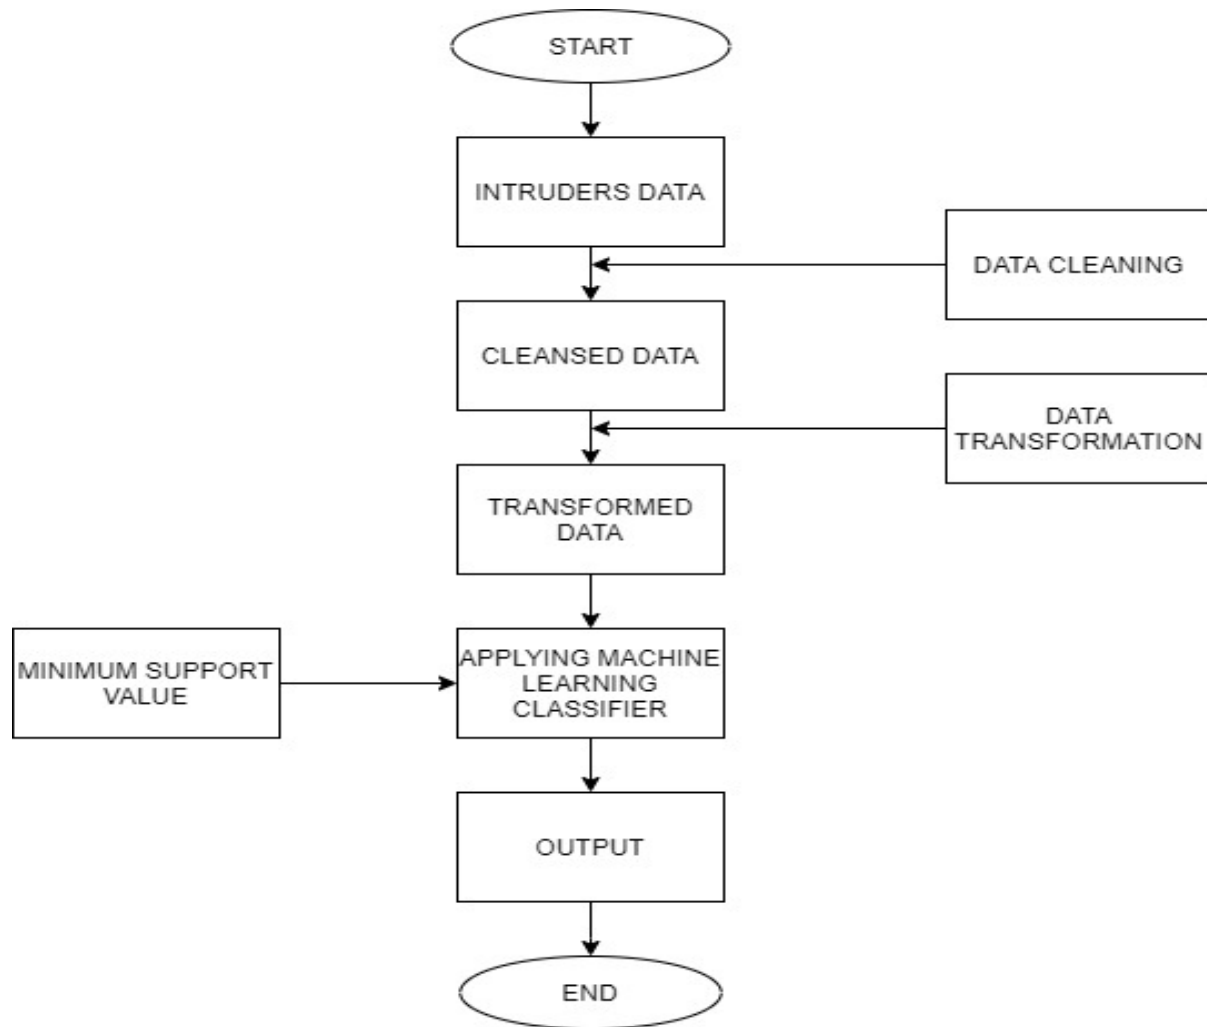 START
INTRUDERS DATA
DATA CLEANING
CLEANSED DATA
DATA
TRANSFORMATION
TRANSFORMED
DATA
MINIMUM SUPPORT
VALUE
APPLYING MACHINE
LEARNING
CLASSIFIER
OUTPUT
END